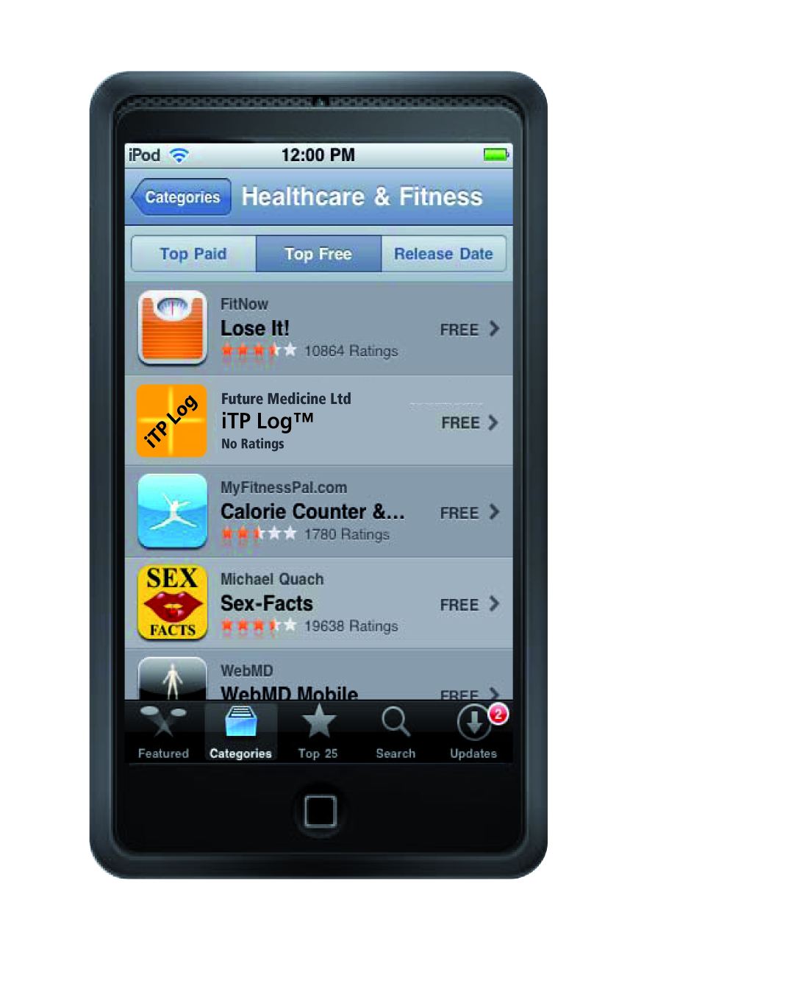 iPod 12:00 PM
Categories Healthcare & Fitness
Top Paid Top Free Release Date
FitNow
Lose It!
FREE
10864 Ratings
iTP Log
Future Medicine Ltd
iTP Log™
FREE
No Ratings
MyFitnessPal.com
Calorie Counter &...
FREE
1780 Ratings
SEX
FACTS
Michael Quach
Sex-Facts
FREE
19638 Ratings
WebMD
WebMD Mobile
FREE
2
Featured Categories Top 25 Search Updates